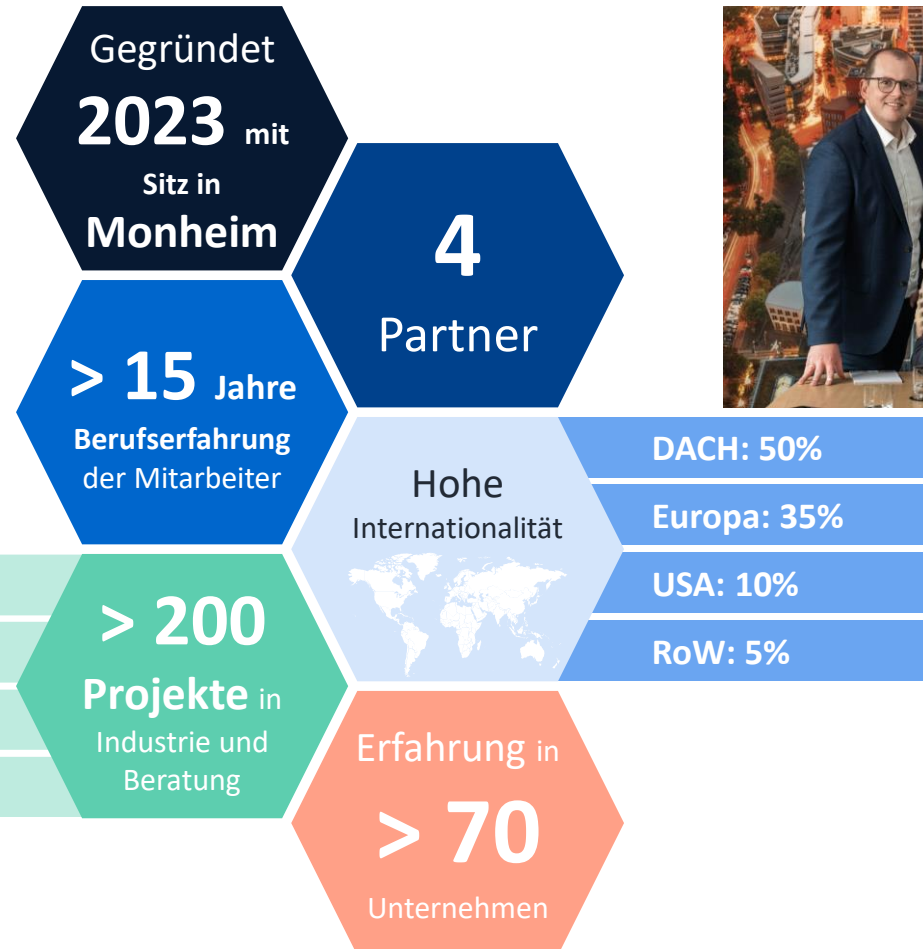 Gegründet
2023 mit
Sitz in
Monheim
4
Partner
> 15 Jahre
Berufserfahrung
der Mitarbeiter
Hohe
Internationalität
DACH: 50%
Europa: 35%
USA: 10%
RoW: 5%
> 200
Projekte in
Industrie und
Beratung
Erfahrung in
> 70
Unternehmen